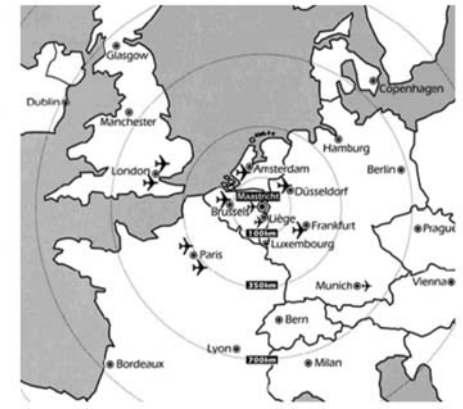 Glasgow
Copenhagen
Dublin
Manchester
Hamburg
London
Amsterdam
Berlin
Düsseldorf
Maastricht
Brussels
Liège
Frankfurt
Prague
100km
Luxembourg
Paris
350km
Munich
Vienna
Bern
Lyon
700km
Bordeaux
Milan